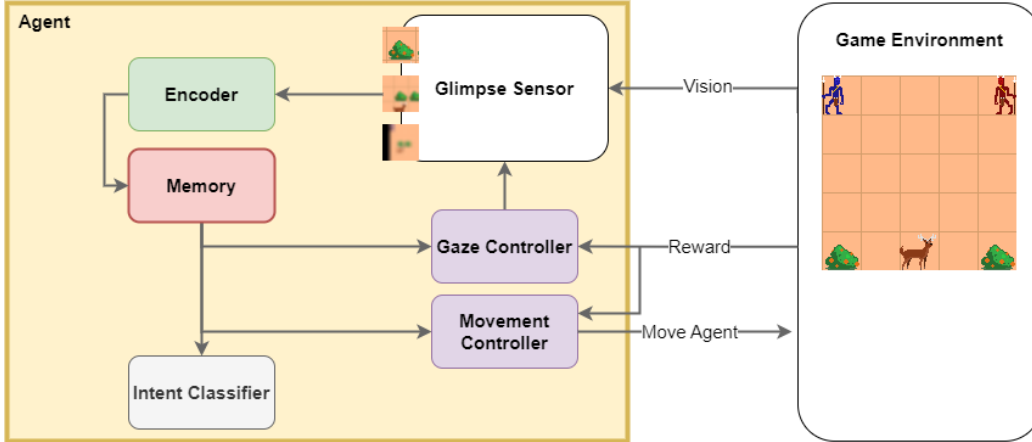 Agent
Game Environment
Glimpse Sensor
Encoder
Vision
Memory
Gaze Controller
Reward
Movement
Controller
Move Agent
Intent Classifier